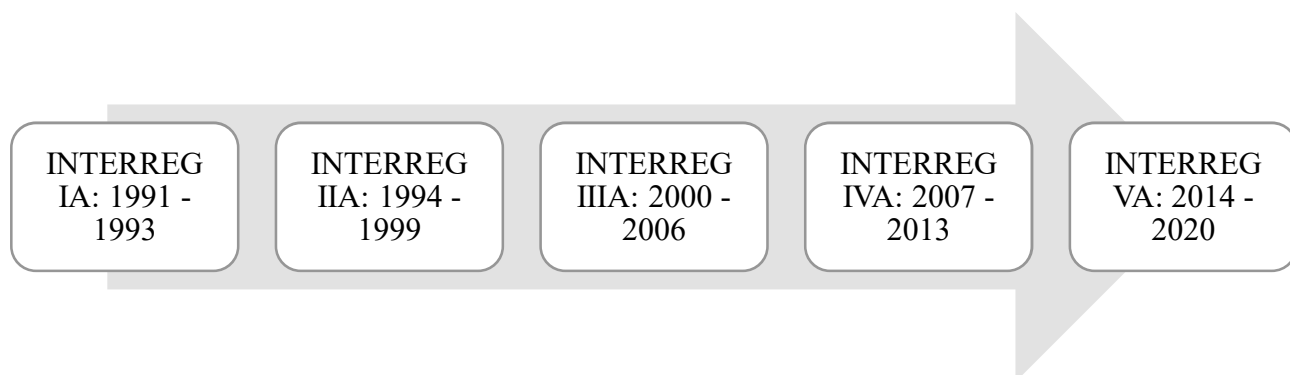 INTERREG
IA: 1991 -
1993
INTERREG
IIA: 1994 -
1999
INTERREG
IIIA: 2000 -
2006
INTERREG
IVA: 2007 -
2013
INTERREG
VA: 2014 -
2020